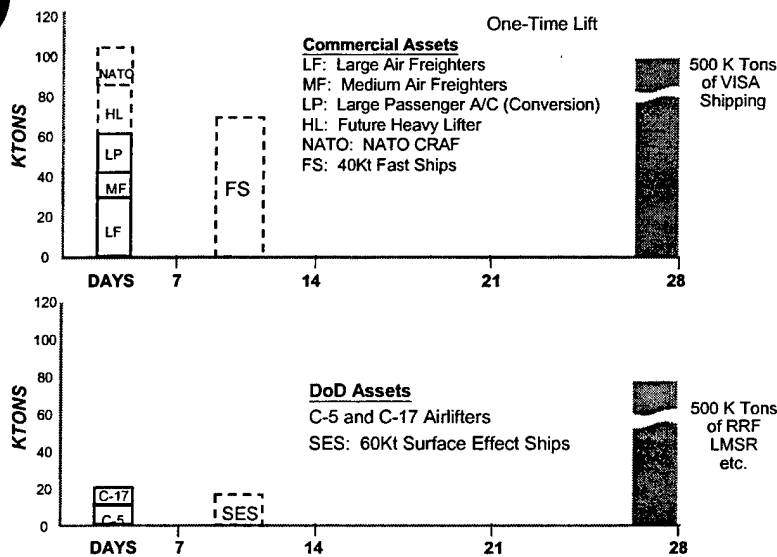 One-Time Lift
120
100
80
60
40
20
0
KTONS
NATO
HL
LP
MF
LF
FS
Commercial Assets
LF: Large Air Freighters
MF: Medium Air Freighters
LP: Large Passenger A/C (Conversion)
HL: Future Heavy Lifter
NATO: NATO CRAF
FS: 40Kt Fast Ships
500 K Tons
of VISA
Shipping
DAYS 7 14 21 28
120
100
80
60
40
20
0
KTONS
C-17
C-5
SES
DoD Assets
C-5 and C-17 Airlifters
SES: 60Kt Surface Effect Ships
500 K Tons
of RRF
LMSR
etc.
DAYS 7 14 21 28